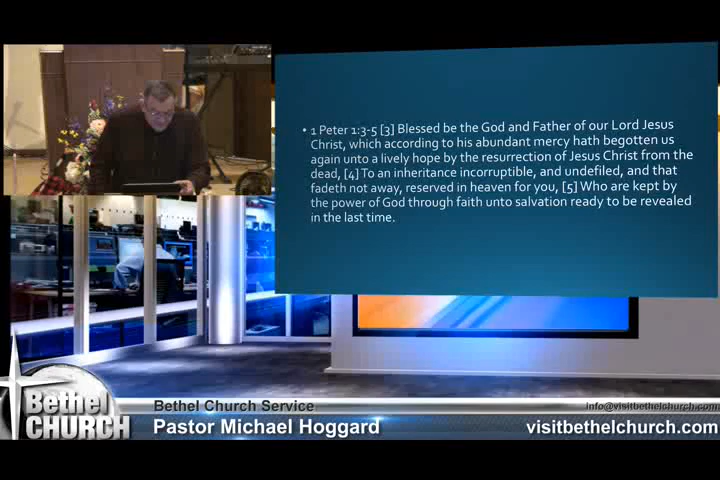 • 1 Peter 1:3-5 [3] Blessed be the God and Father of our Lord Jesus
Christ, which according to his abundant mercy hath begotten us
again unto a lively hope by the resurrection of Jesus Christ from the
dead, [4] To an inheritance incorruptible, and undefiled, and that
fadeth not away, reserved in heaven for you, [5] Who are kept by
the power of God through faith unto salvation ready to be revealed
in the last time.
Bethel
CHURCH
Bethel Church Service
info@visitbethelchurch.com
Pastor Michael Hoggard
visitbethelchurch.com